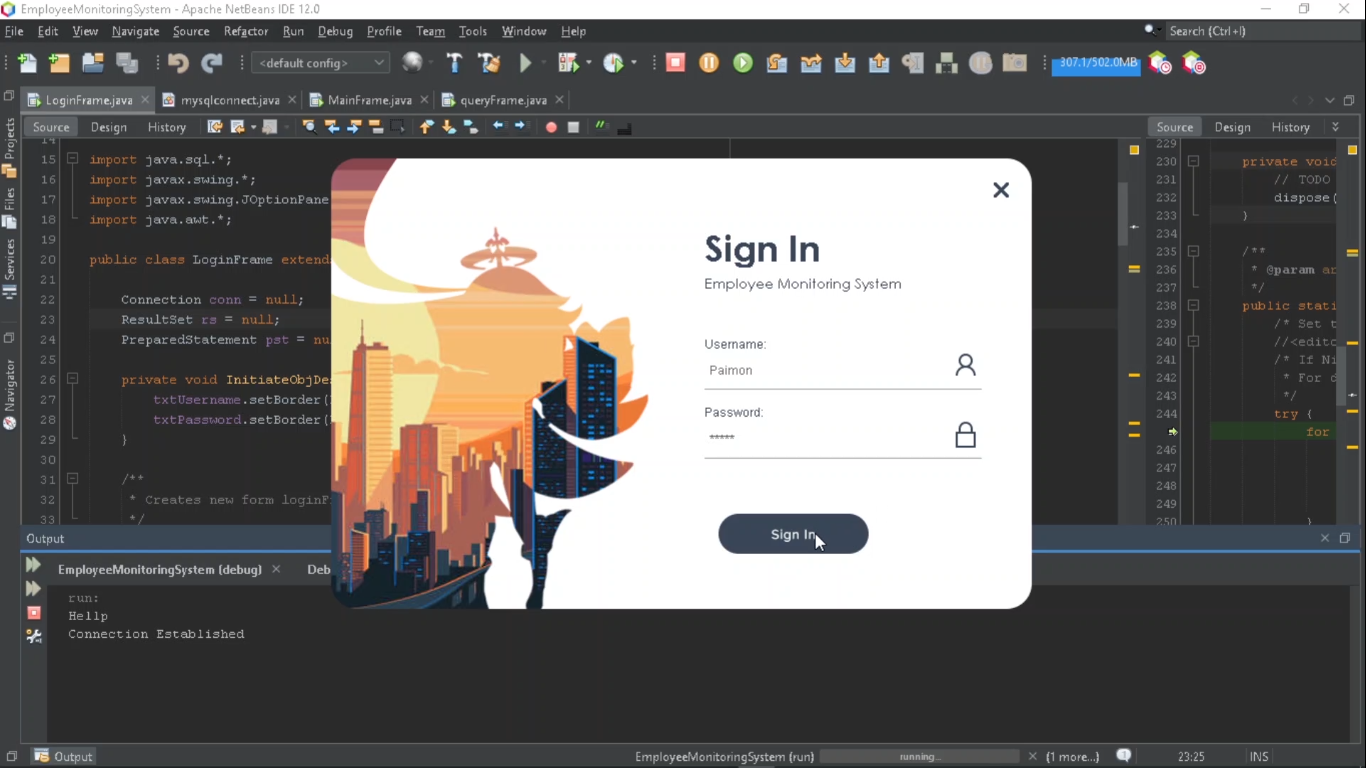 EmployeeMonitoringSystem - Apache NetBeans IDE 12.0
File Edit View Navigate Source Refactor Run Debug Profile Team Tools Window Help
Search (Ctrl+I)
<default config>
307.1/502.0MB
LoginFrame.java
mysqlconnect.java
MainFrame.java
queryFrame.java
Source Design History
Source Design History
Projects
Files
Services
Navigator
14
15 import java.sql.*;
16 import javax.swing.*;
17 import javax.swing.JOptionPane
18 import java.awt.*;
19
20 public class LoginFrame extend
21
22 Connection conn = null;
23 ResultSet rs = null;
24 PreparedStatement pst = nu
25
26 private void InitiateObjDe
27 txtUsername.setBorder(
28 txtPassword.setBorder(
29 }
30
31 /**
32 * Creates new form loginF
33 */
Sign In
Employee Monitoring System
Username:
Paimon
Password:
*****
Sign In
229
230 private void
231 // TODO
232 dispose(
233 }
234
235 /**
236 * @param ar
237 */
238 public stati
239 /* Set t
240 //<edito
241 /* If Ni
242 * For d
243 */
244 try {
for
246
247
248
249
250 }
Output
EmployeeMonitoringSystem (debug)
Deb
run:
Hellp
Connection Established
Output
EmployeeMonitoringSystem (run)
running...
(1 more...)
1
23:25
INS